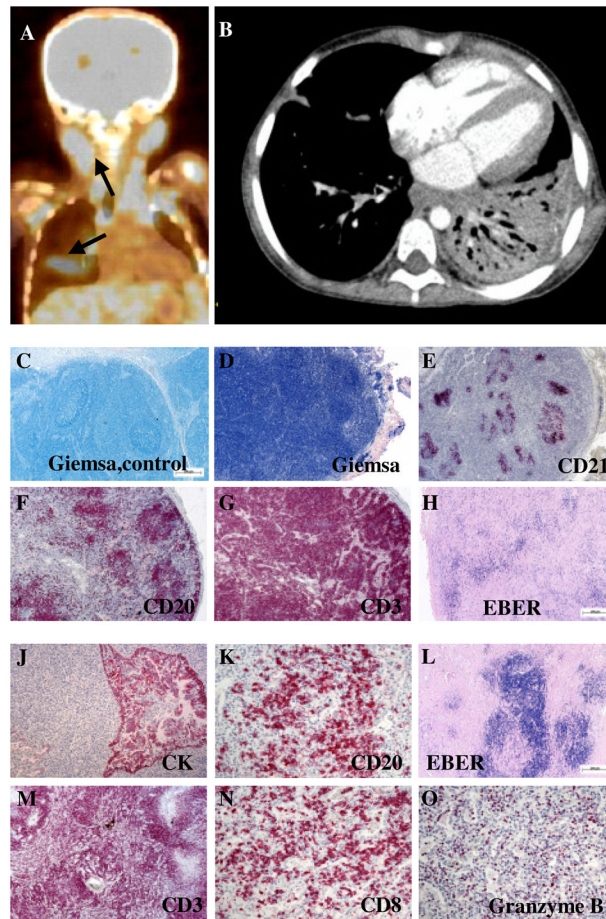 A
B
C
Giemsa,control
D
Giemsa
E
CD21
F
CD20
G
CD3
H
EBER
J
CK
K
CD20
L
EBER
M
CD3
N
CD8
O
Granzyme B